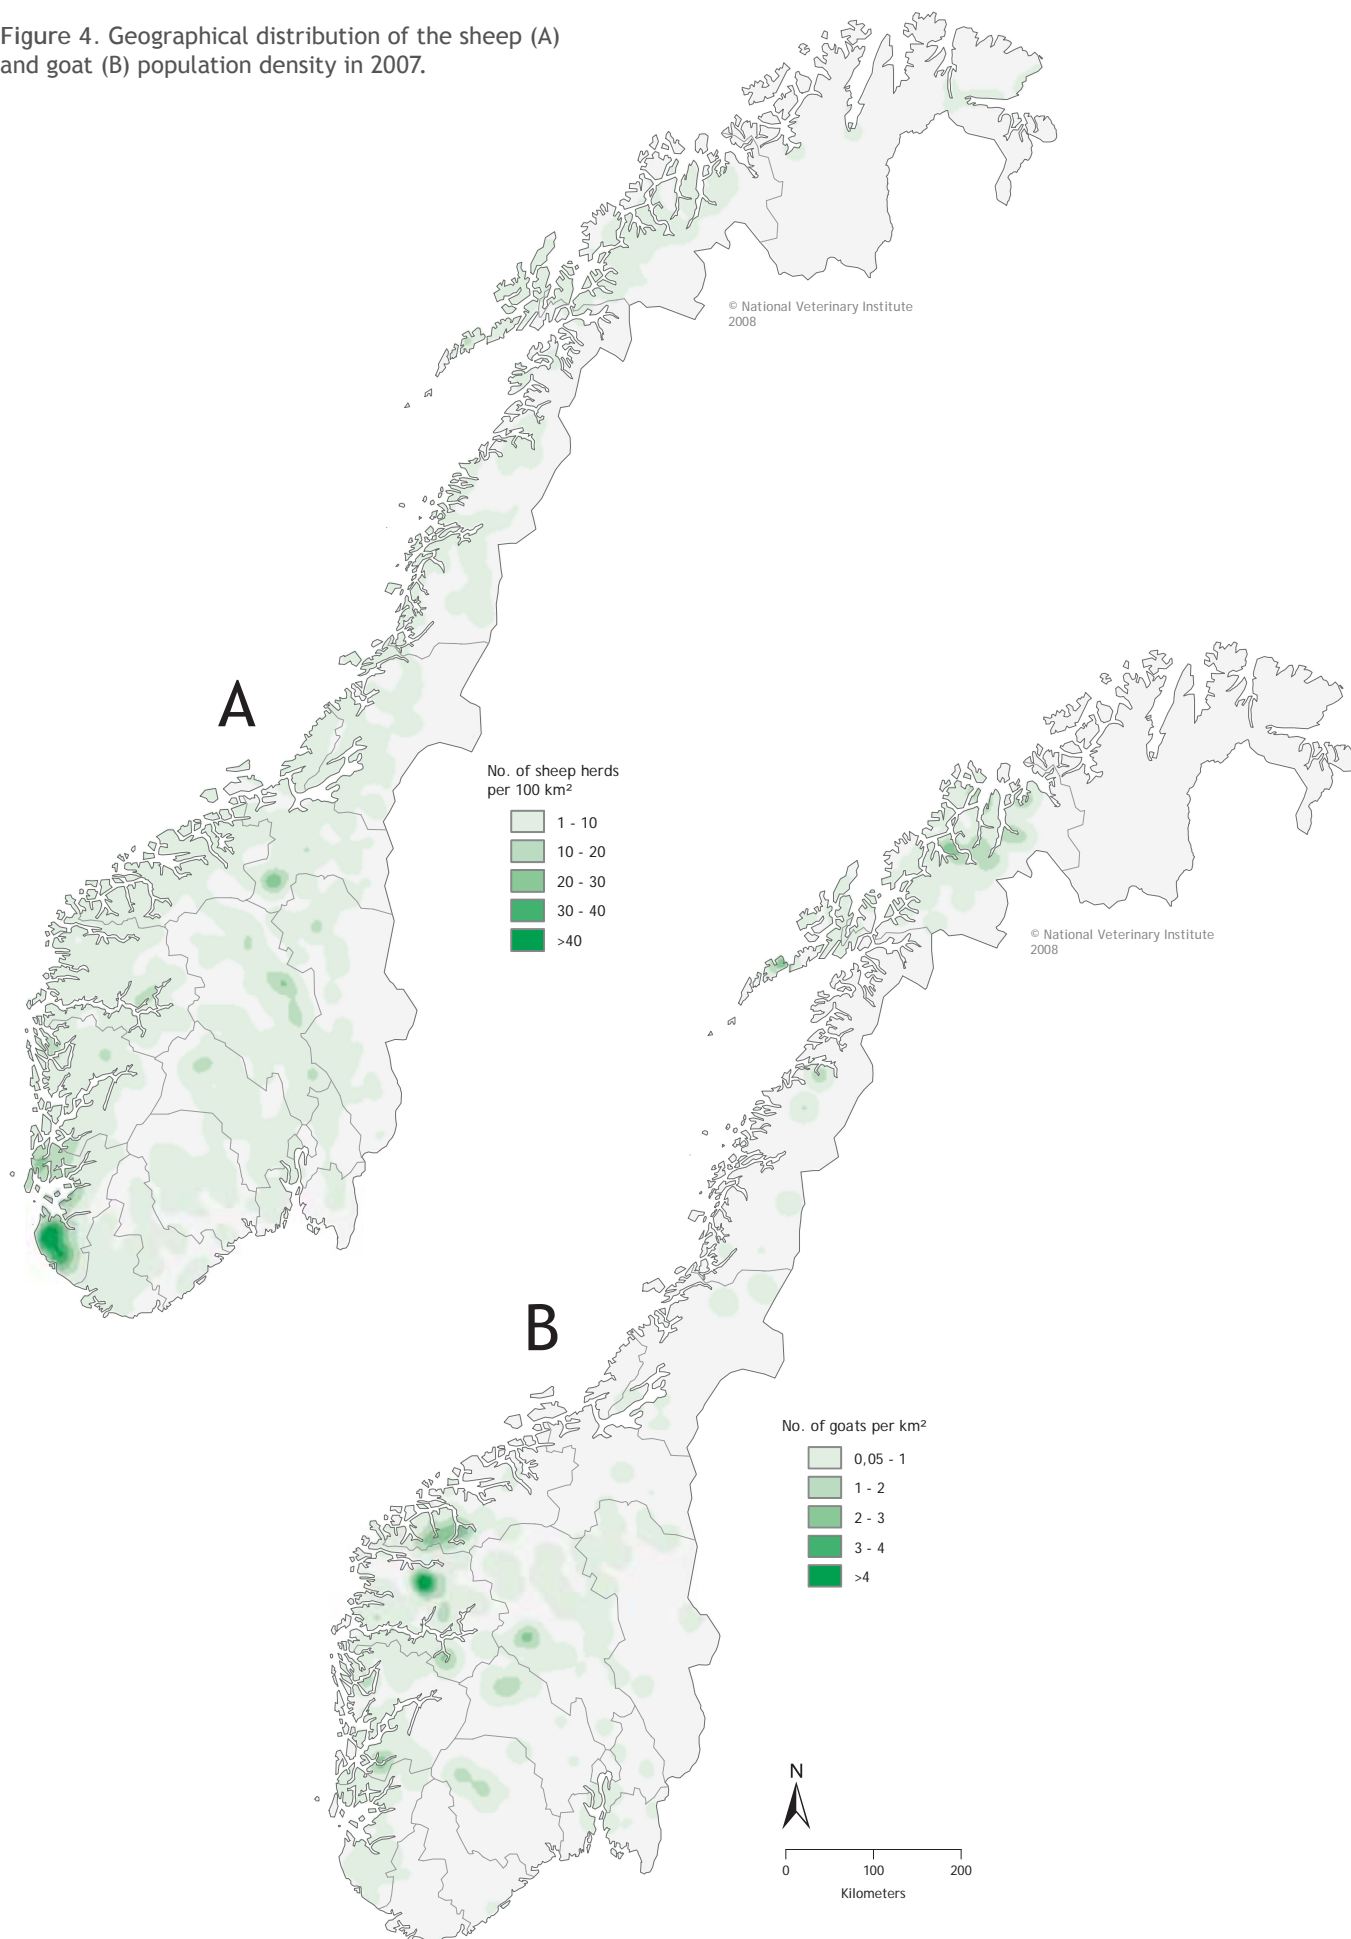 Figure 4. Geographical distribution of the sheep (A)
and goat (B) population density in 2007.
© National Veterinary Institute
2008
A
No. of sheep herds
per 100 km²
1 - 10
10 - 20
20 - 30
30 - 40
>40
© National Veterinary Institute
2008
B
No. of goats per km²
0,05 - 1
1 - 2
2 - 3
3 - 4
>4
N
0 100 200
Kilometers